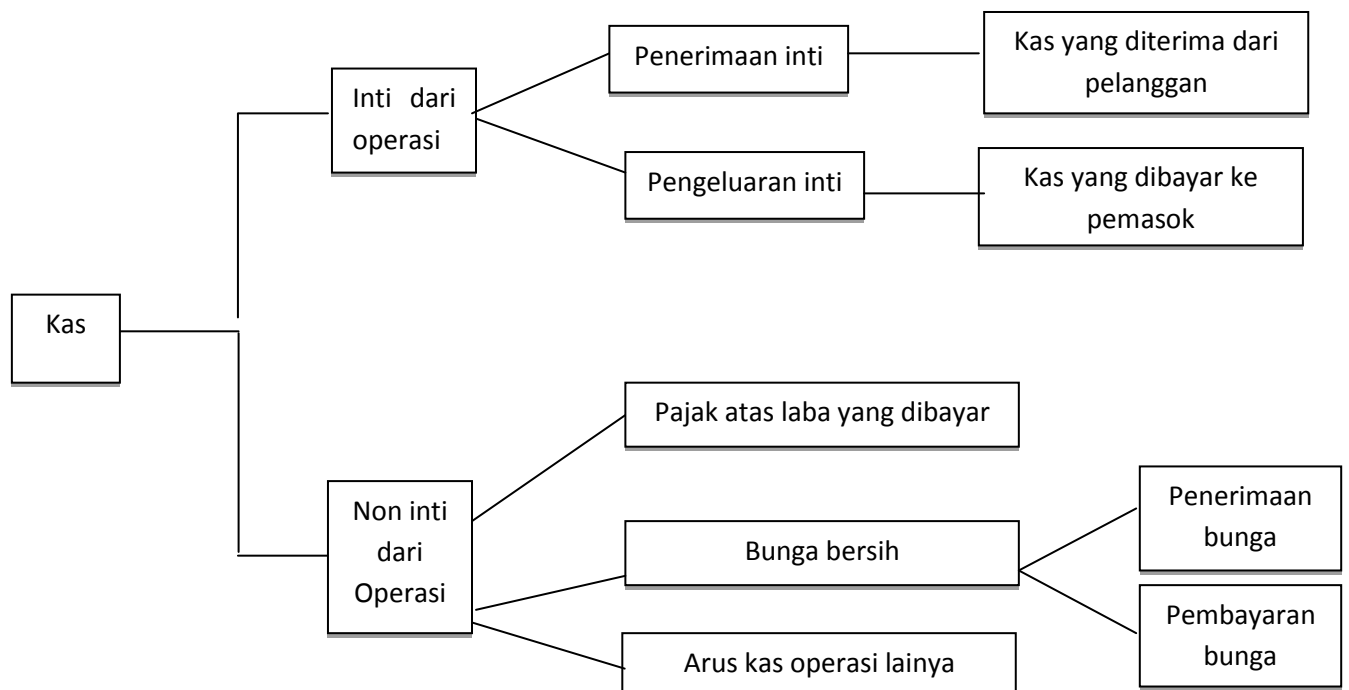 Penerimaan inti
Kas yang diterima dari
pelanggan
Inti dari
operasi
Pengeluaran inti
Kas yang dibayar ke
pemasok
Kas
Pajak atas laba yang dibayar
Non inti
dari
Operasi
Bunga bersih
Penerimaan
bunga
Pembayaran
bunga
Arus kas operasi lainya